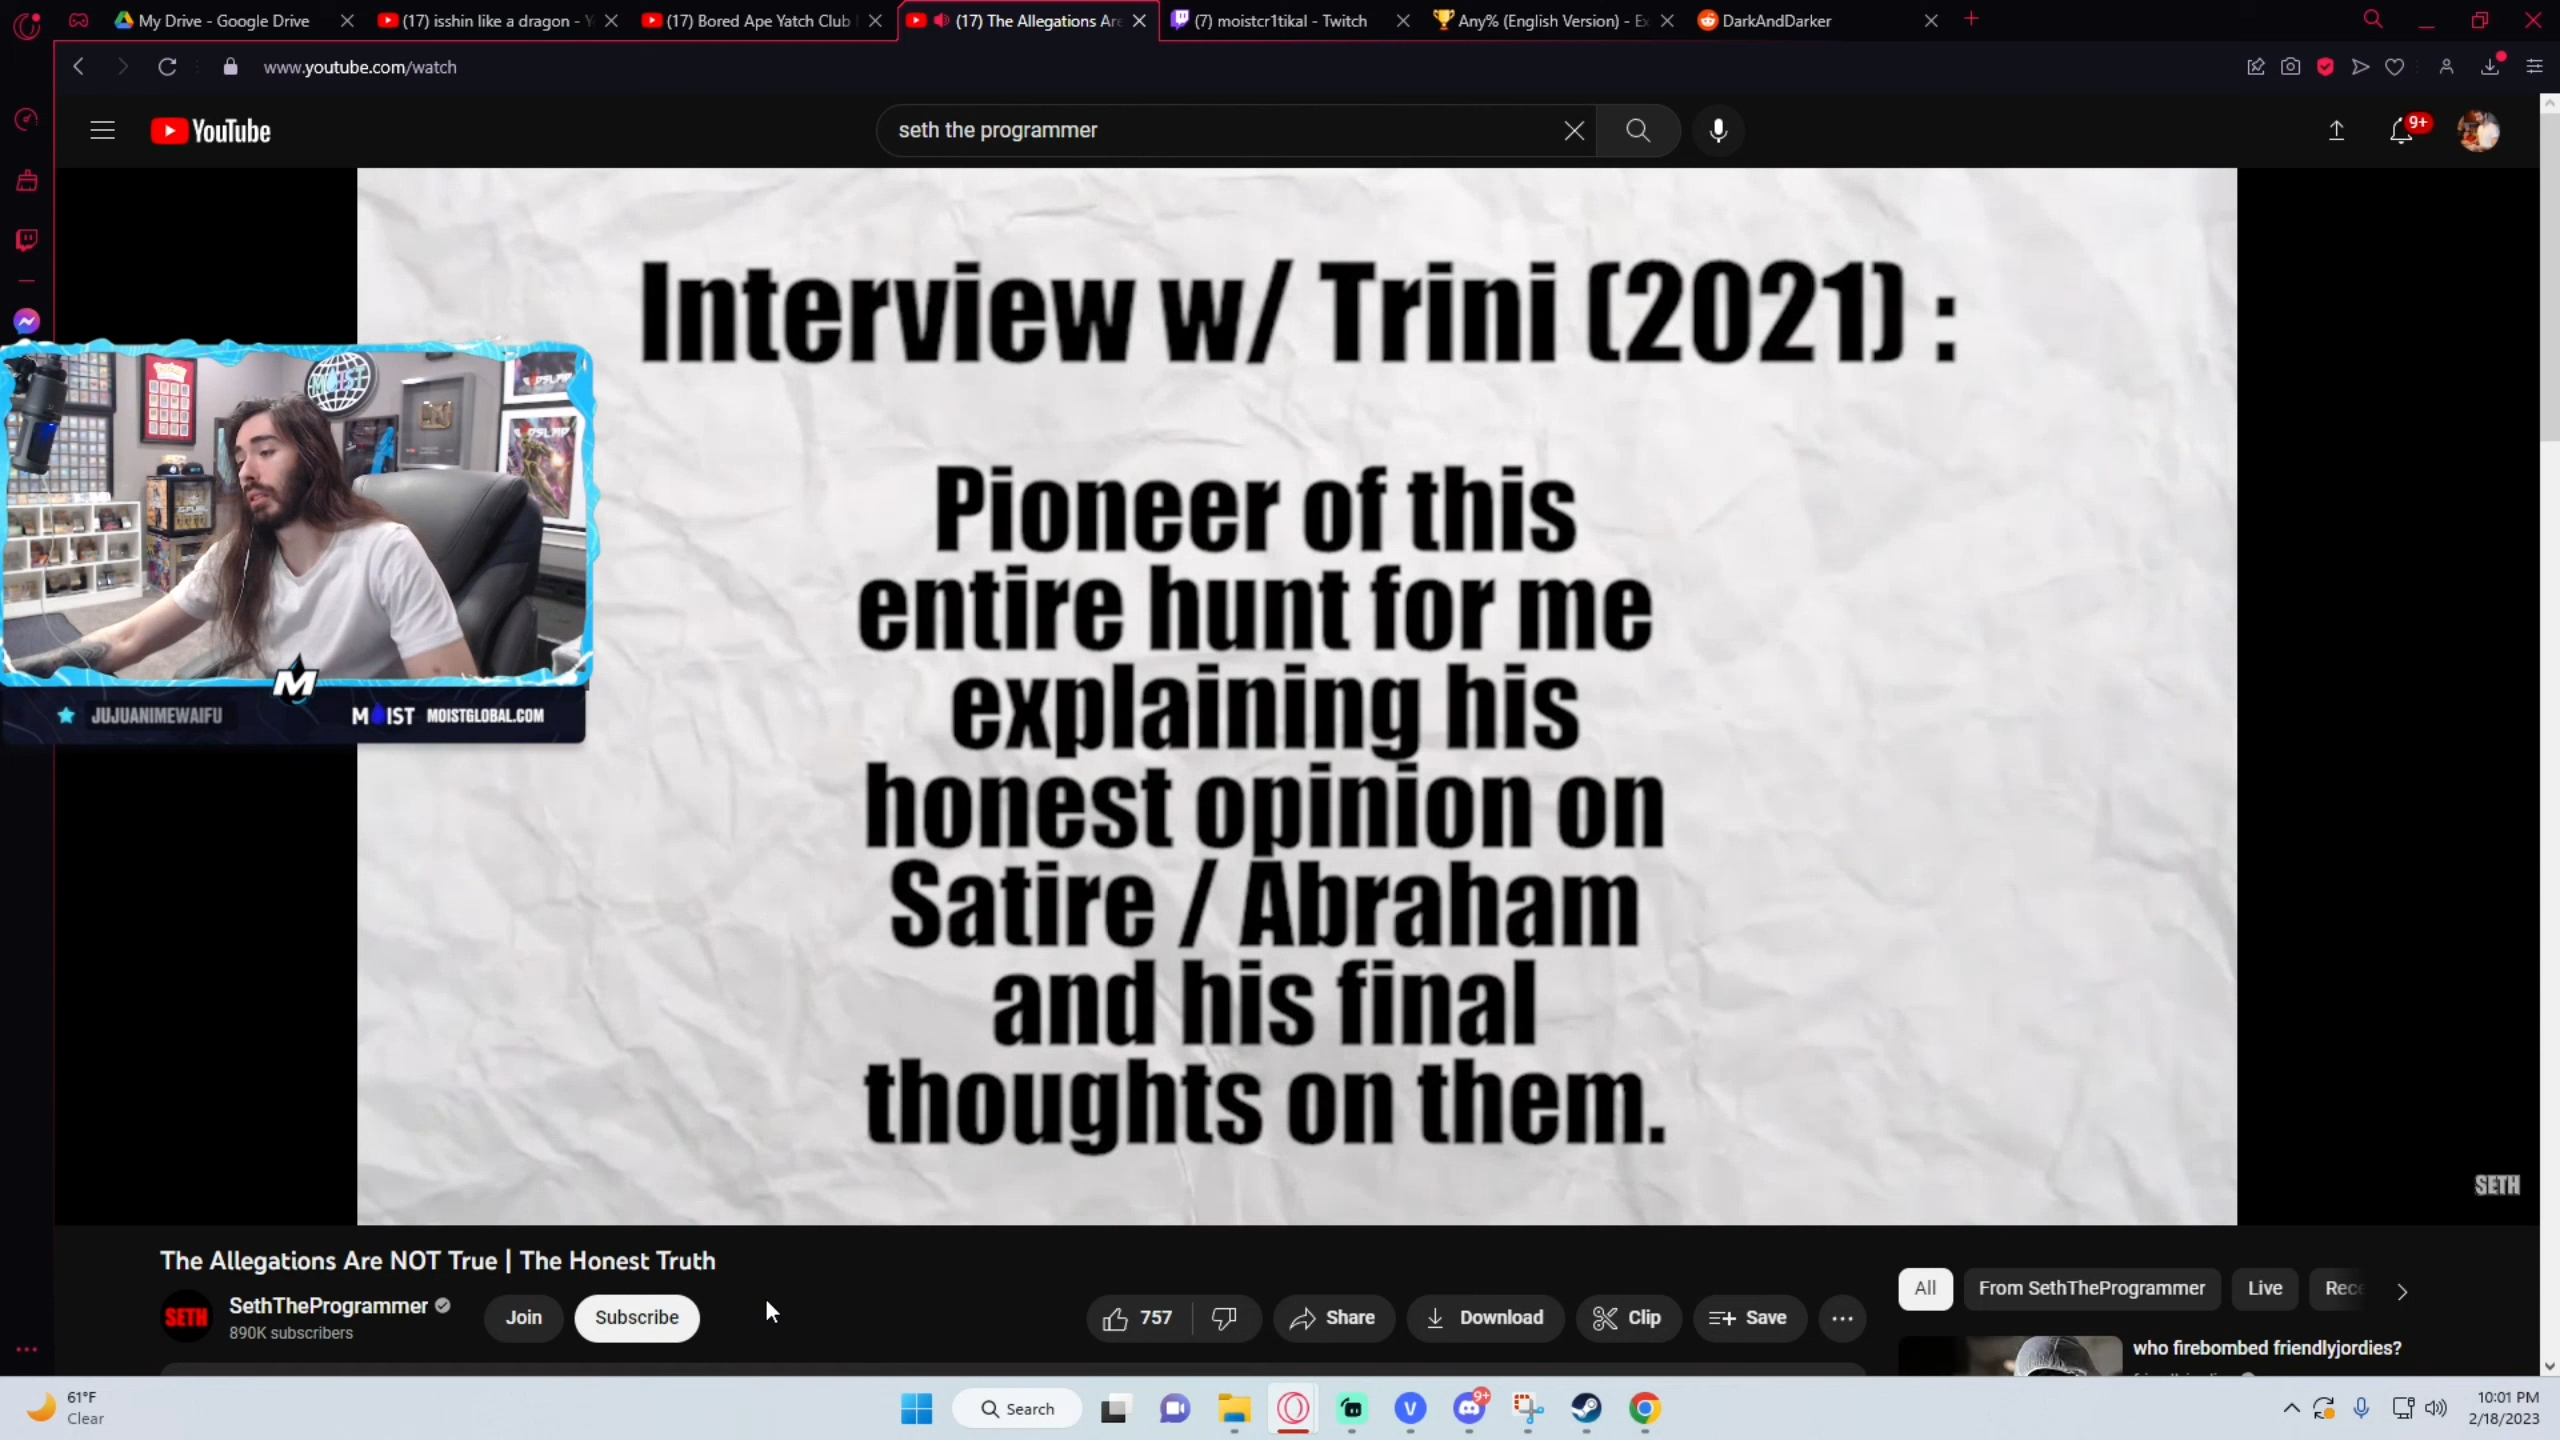 My Drive - Google Drive
(17) isshin like a dragon - Y
(17) Bored Ape Yatch Club
(17) The Allegations Are
(7) moistcr1tikal - Twitch
Any% (English Version) - Ex
DarkAndDarker
www.youtube.com/watch
YouTube
seth the programmer
9+
Interview w/ Trini (2021) :
Pioneer of this
entire hunt for me
explaining his
honest opinion on
Satire / Abraham
and his final
thoughts on them.
MOIST
M
JUJUANIMEWAIFU
MOIST MOISTGLOBAL.COM
SETH
The Allegations Are NOT True | The Honest Truth
SETH
SethTheProgrammer
890K subscribers
Join
Subscribe
757
Share
Download
Clip
Save
All
From SethTheProgrammer
Live
Rece
who firebombed friendlyjordies?
61°F
Clear
Search
V
9+
10:01 PM
2/18/2023